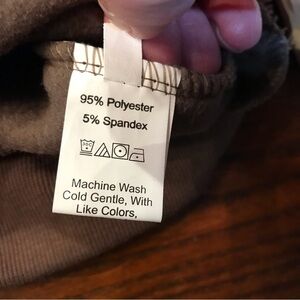 95% Polyester
5% Spandex
Machine Wash
Cold Gentle, With
Like Colors,